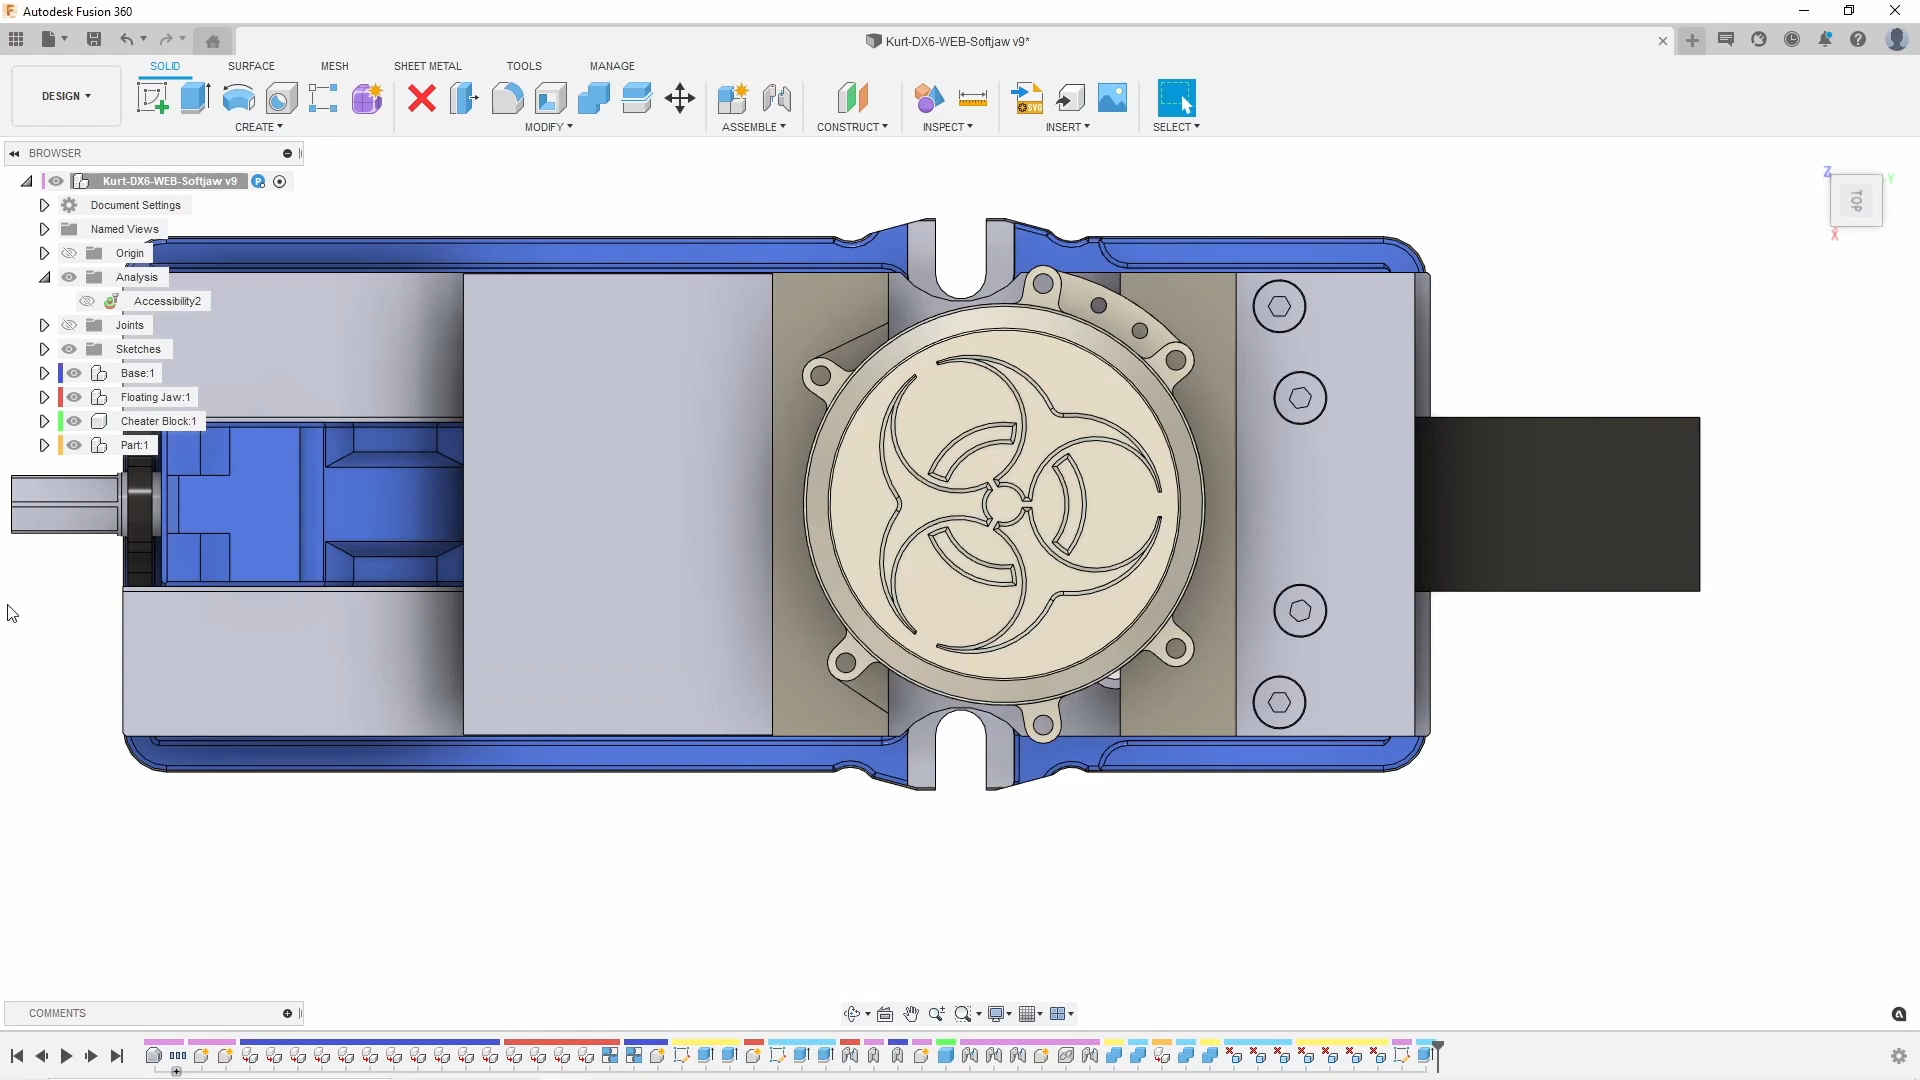 Autodesk Fusion 360
Kurt-DX6-WEB-Softjaw v9*
SOLID
SURFACE
MESH
SHEET METAL
TOOLS
MANAGE
DESIGN
CREATE
MODIFY
ASSEMBLE
CONSTRUCT
INSPECT
INSERT
SELECT
BROWSER
Kurt-DX6-WEB-Softjaw v9
Document Settings
Named Views
Origin
Analysis
Accessibility2
Joints
Sketches
Base:1
Floating Jaw:1
Cheater Block:1
Part:1
Z
Y
TOP
X
COMMENTS